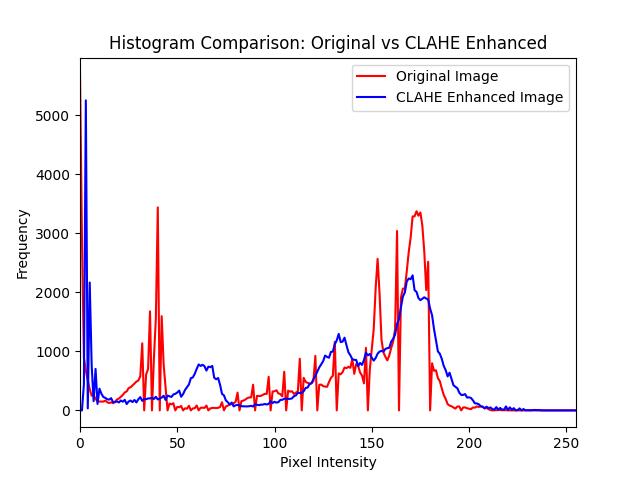 Histogram Comparison: Original vs CLAHE Enhanced
Original Image
CLAHE Enhanced Image
Frequency
5000
4000
3000
2000
1000
0
0 50 100 150 200 250
Pixel Intensity